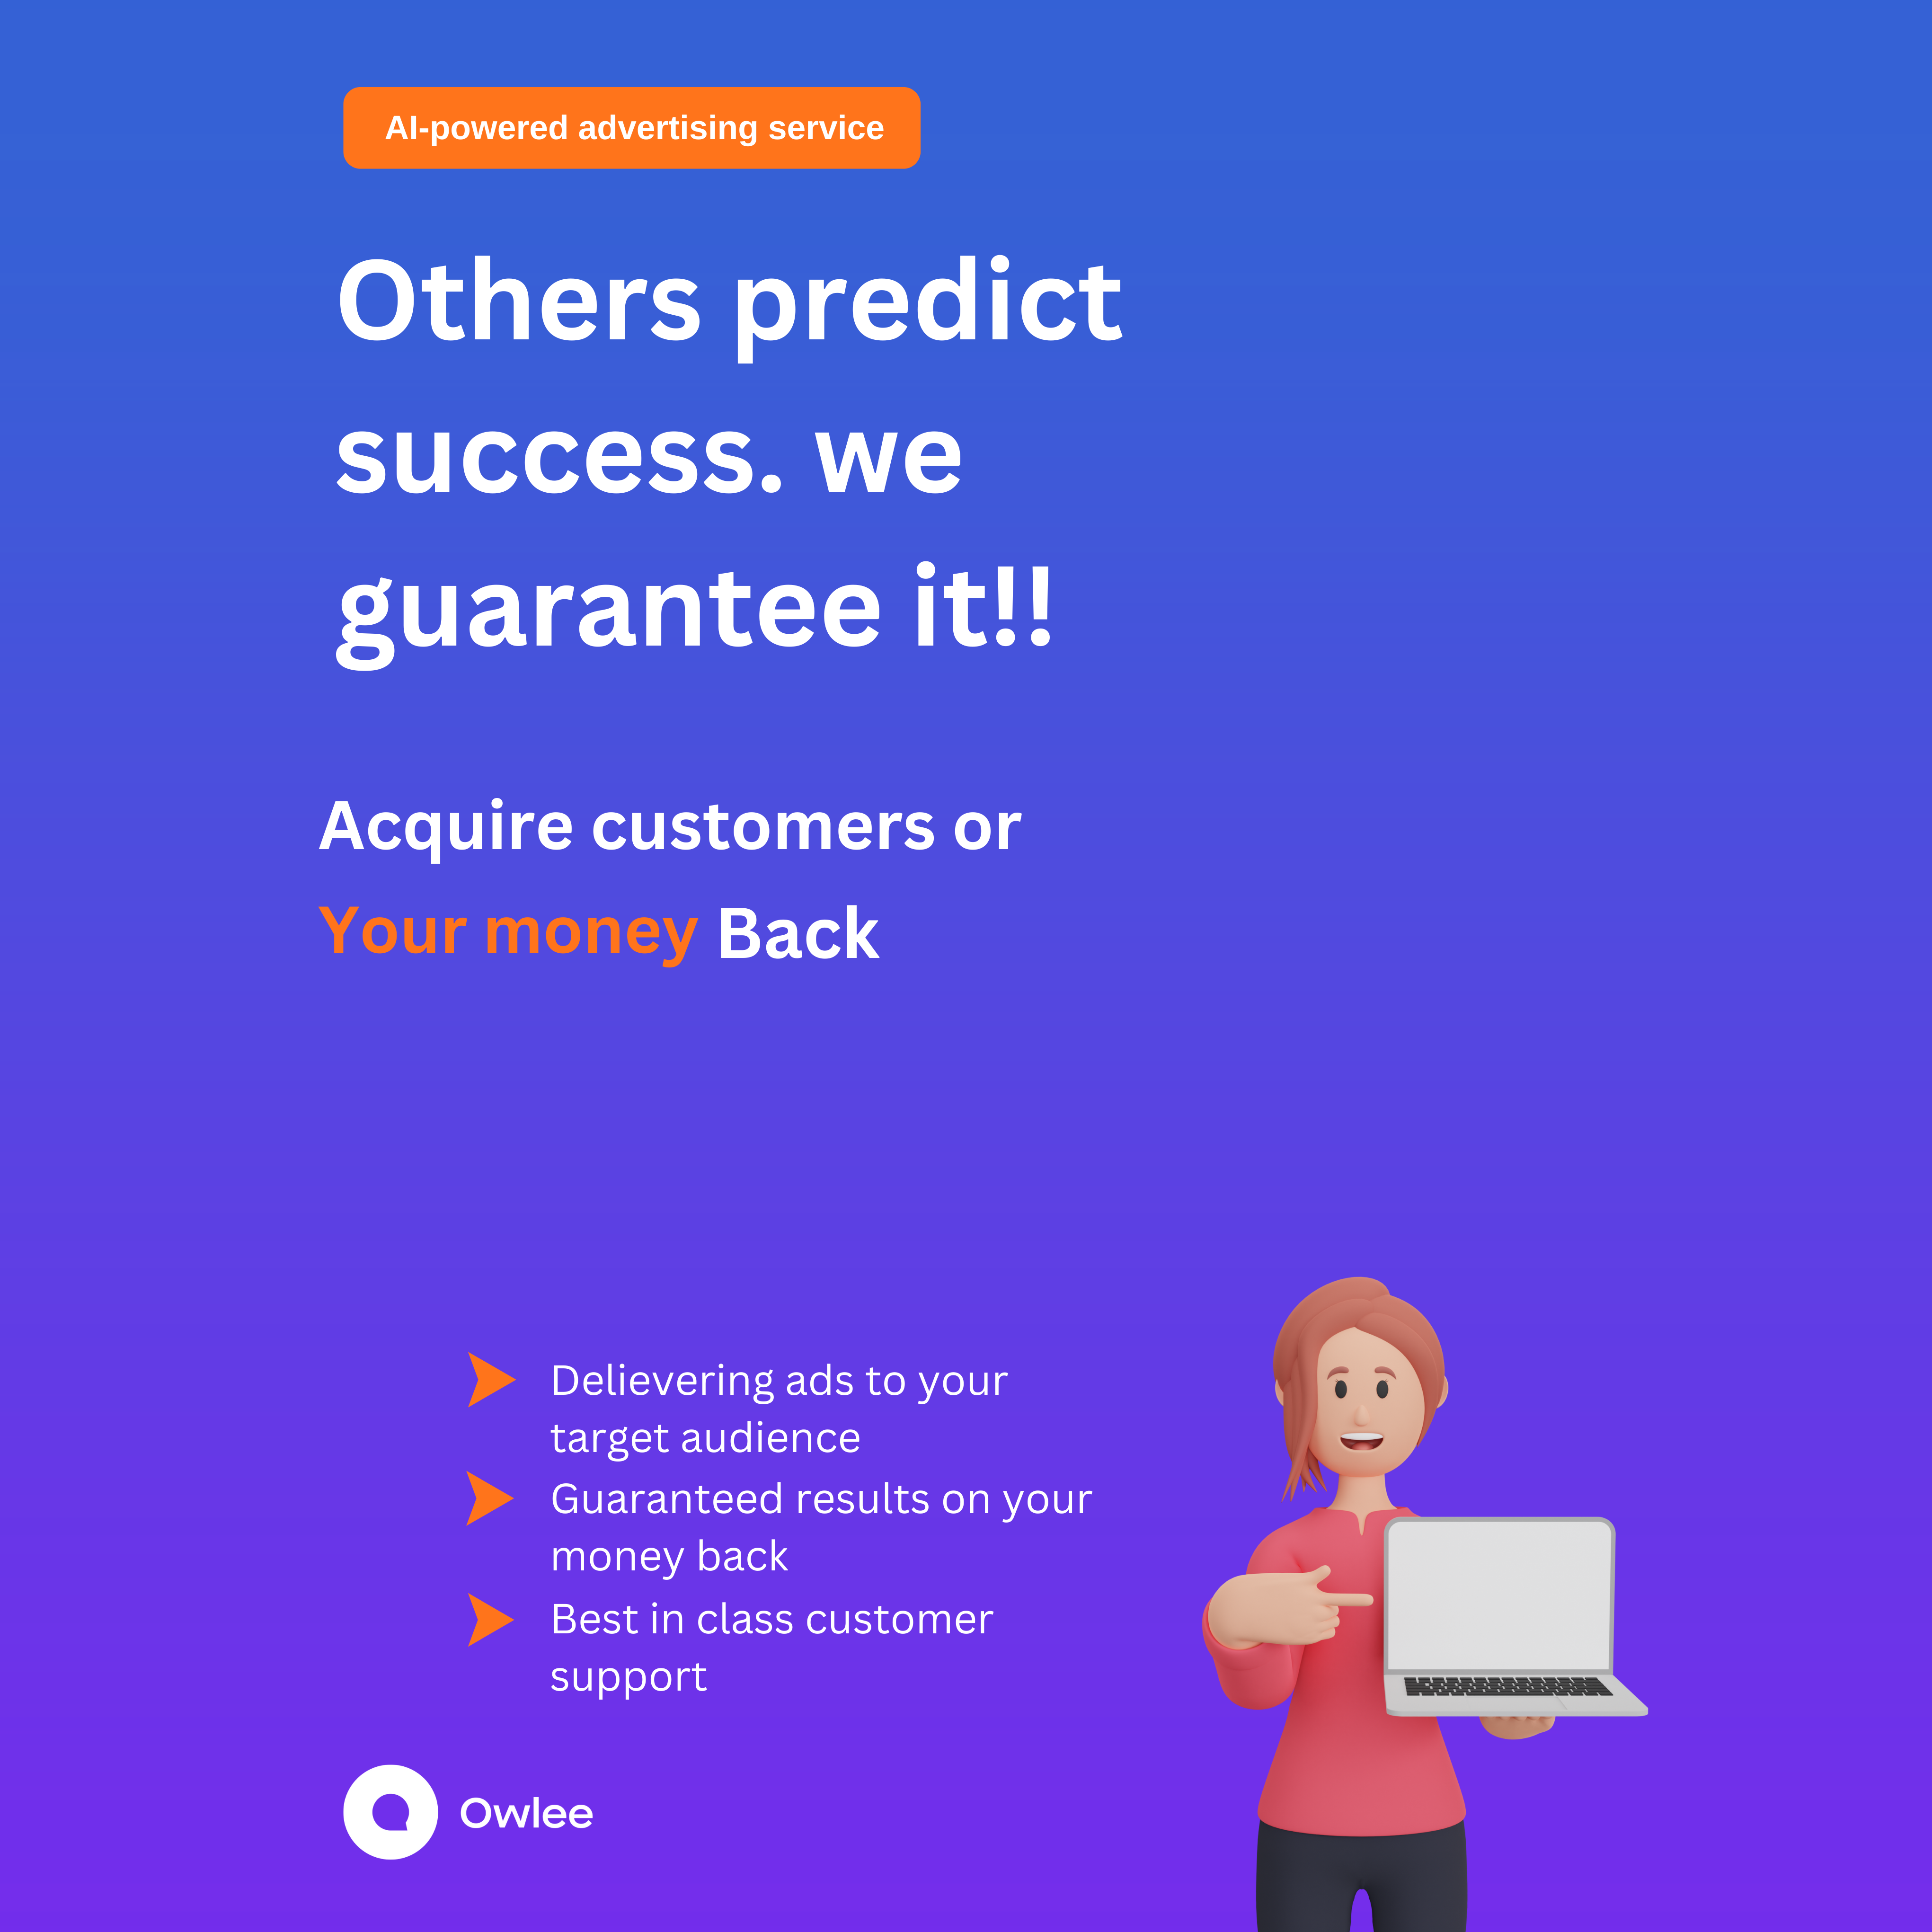 AI-powered advertising service
Others predict
success. we
guarantee it!!
Acquire customers or
Your money Back
Delievering ads to your
target audience
Guaranteed results on your
money back
Best in class customer
support
Owlee